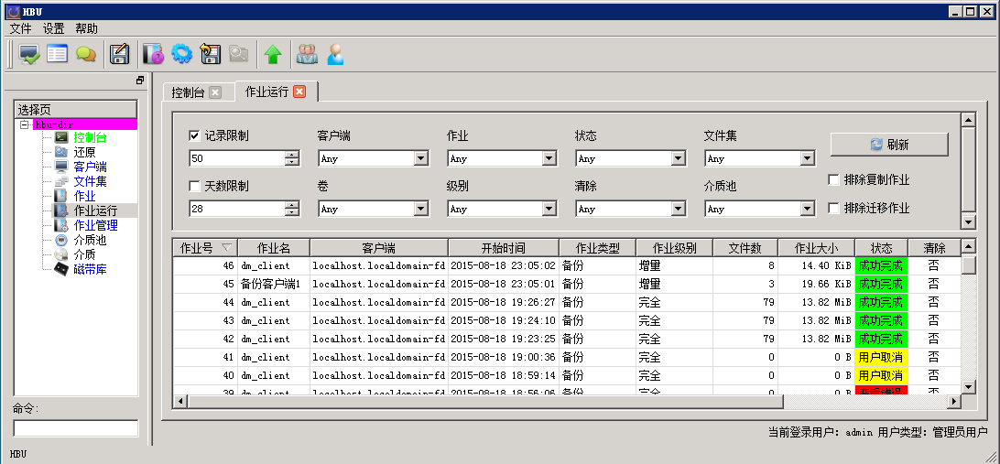 HBU
文件 设置 帮助
选择页
hbu-dir
控制台
还原
客户端
文件集
作业
作业运行
作业管理
介质池
介质
磁带库
命令:
HBU
控制台 作业运行
记录限制 客户端 作业 状态 文件集
50 Any Any Any Any
刷新
天数限制 卷 级别 清除 介质池
28 Any Any Any Any
排除复制作业
排除迁移作业
作业号 作业名 客户端 开始时间 作业类型 作业级别 文件数 作业大小 状态 清除
46 dm_client localhost.localdomain-fd 2015-08-18 23:05:02 备份 增量 8 14.40 KiB 成功完成 否
45 备份客户端1 localhost.localdomain-fd 2015-08-18 23:05:01 备份 增量 3 19.66 KiB 成功完成 否
44 dm_client localhost.localdomain-fd 2015-08-18 19:26:27 备份 完全 79 13.82 MiB 成功完成 否
43 dm_client localhost.localdomain-fd 2015-08-18 19:24:10 备份 完全 79 13.82 MiB 成功完成 否
42 dm_client localhost.localdomain-fd 2015-08-18 19:23:25 备份 完全 79 13.82 MiB 成功完成 否
41 dm_client localhost.localdomain-fd 2015-08-18 19:00:36 备份 完全 0 0 B 用户取消 否
40 dm_client localhost.localdomain-fd 2015-08-18 18:59:14 备份 完全 0 0 B 用户取消 否
39 dm_client localhost.localdomain-fd 2015-08-18 18:56:06 备份 完全 0 0 B 否
当前登录用户: admin 用户类型: 管理员用户